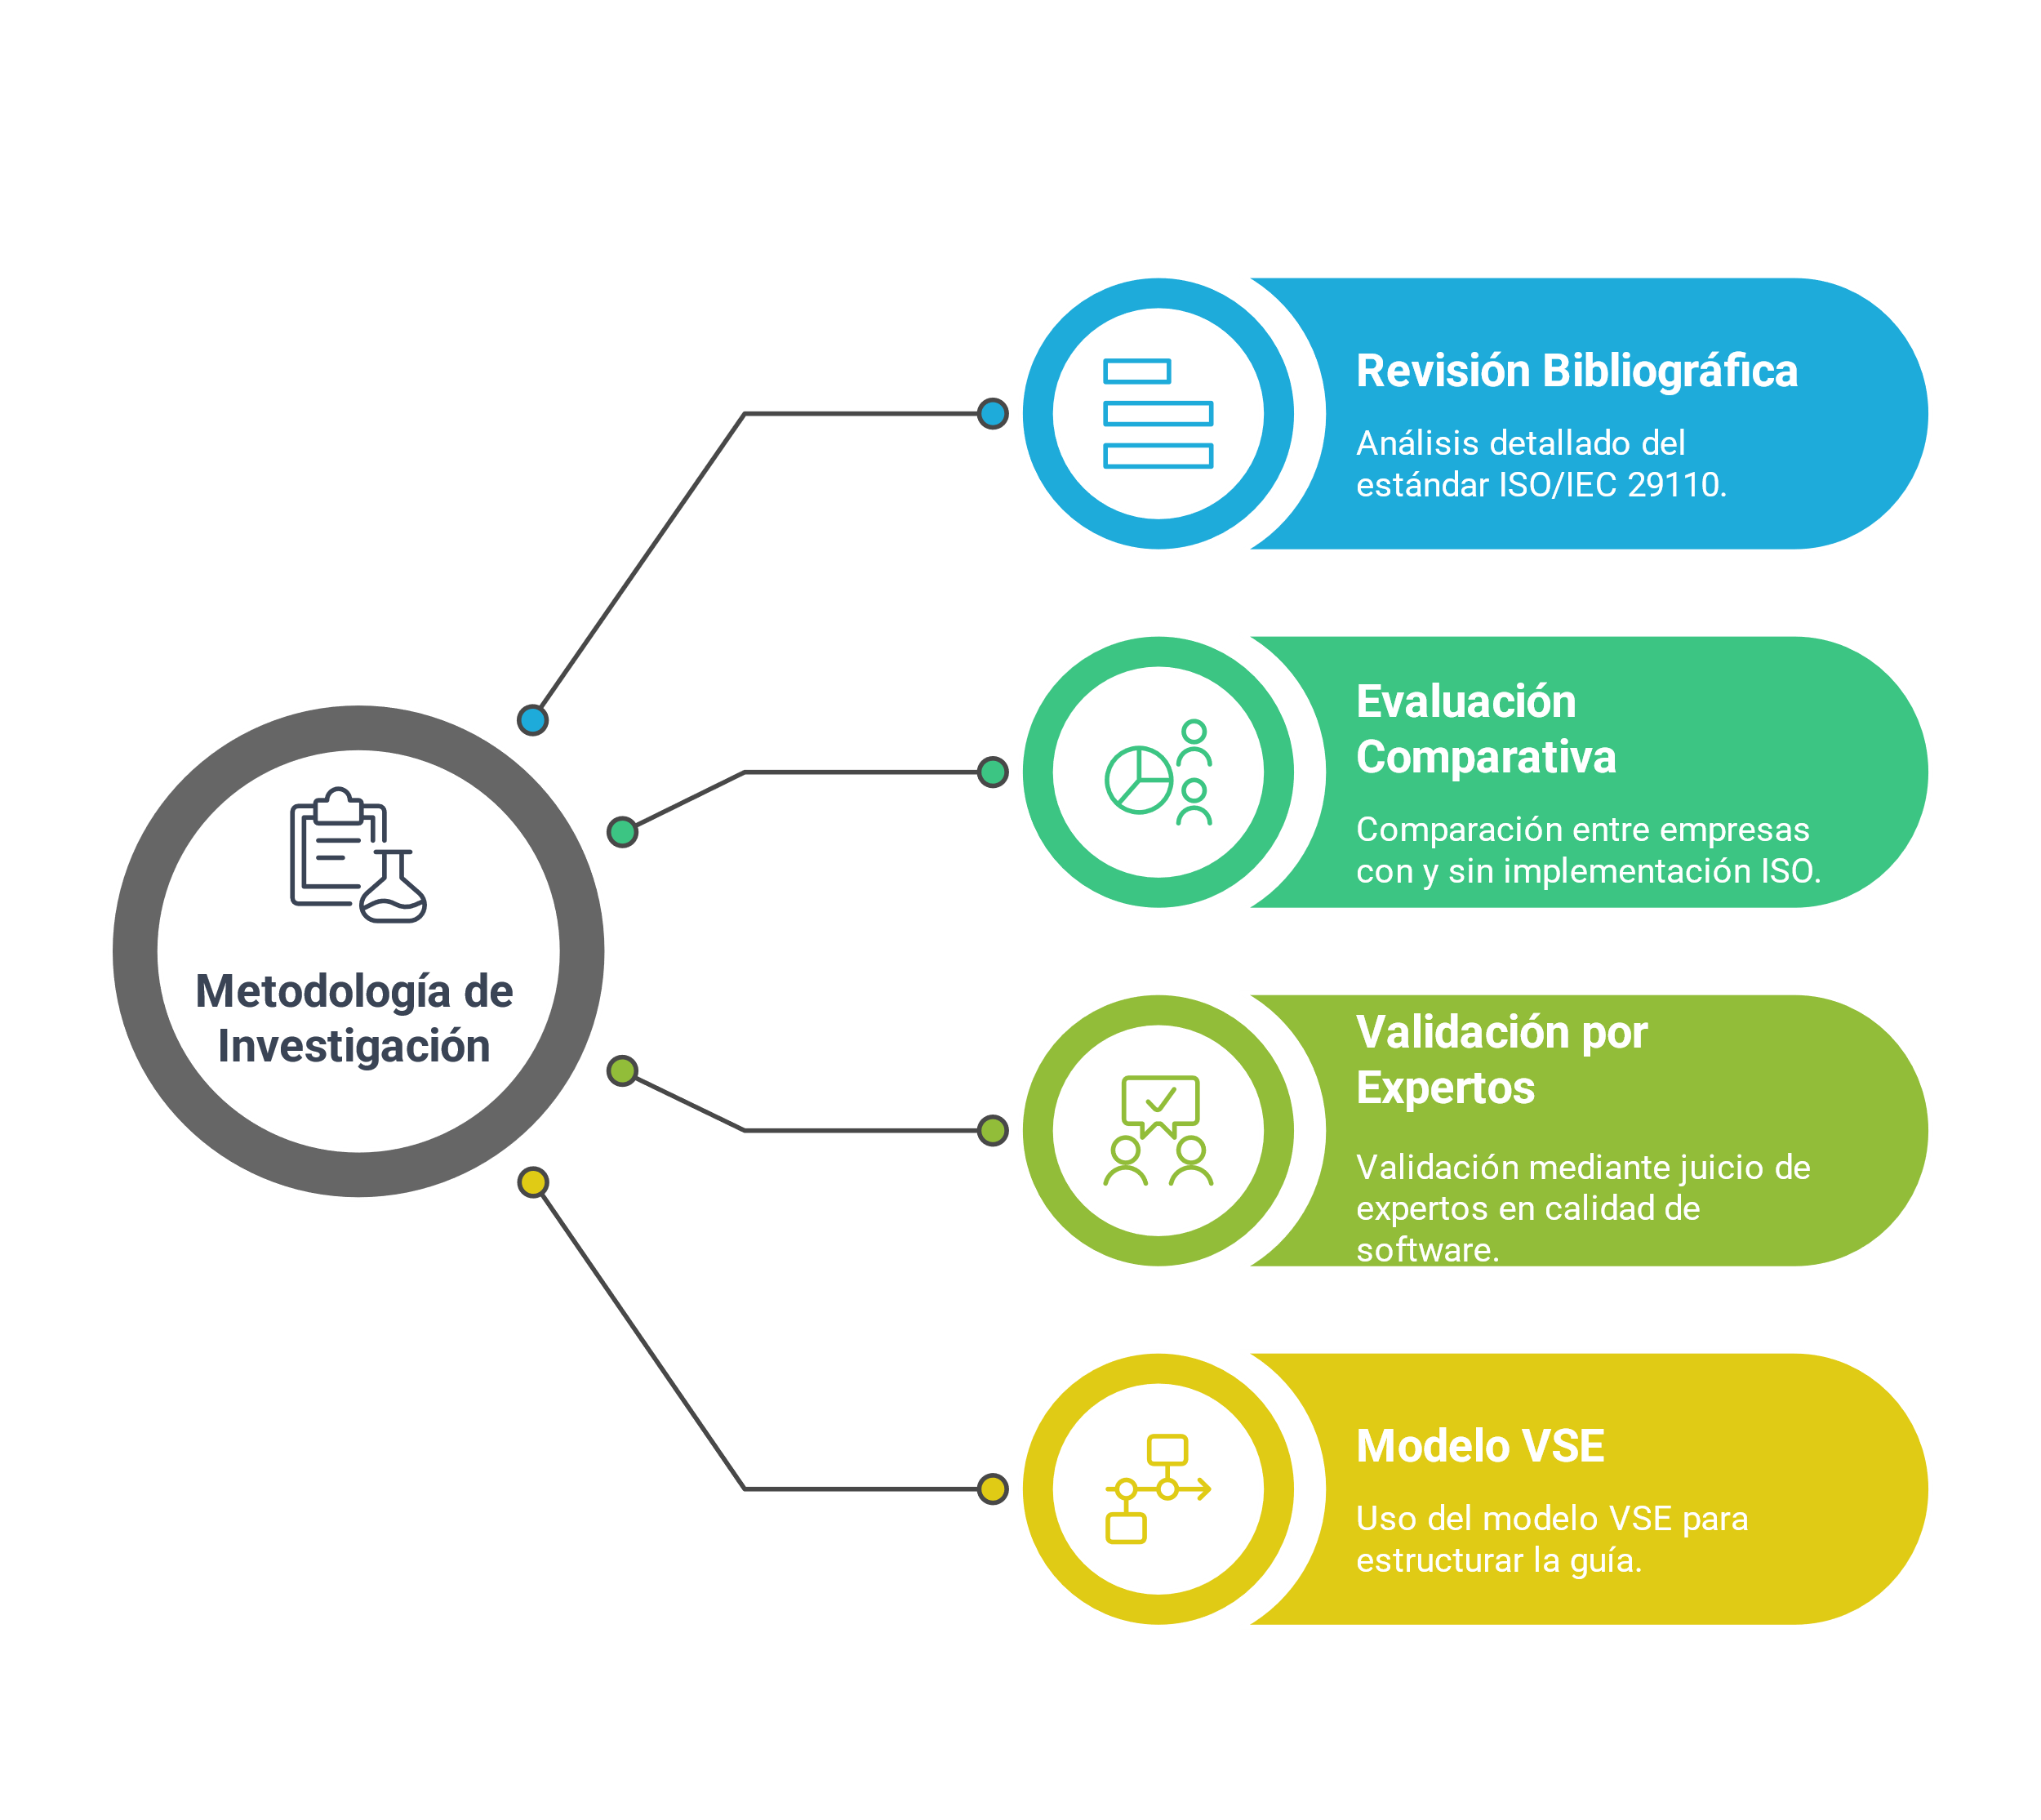 Metodología de
Investigación
Revisión Bibliográfica
Análisis detallado del
estándar ISO/IEC 29110.
Evaluación
Comparativa
Comparación entre empresas
con y sin implementación ISO.
Validación por
Expertos
Validación mediante juicio de
expertos en calidad de
software.
Modelo VSE
Uso del modelo VSE para
estructurar la guía.